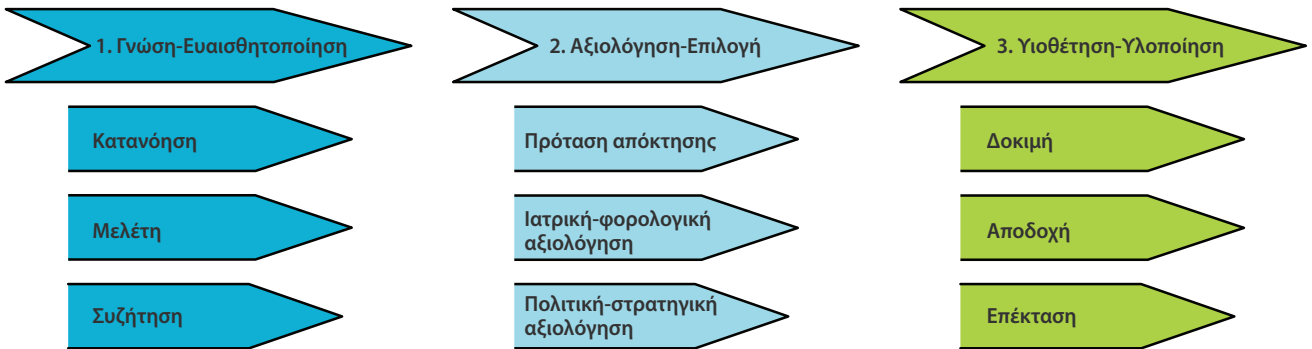 1. Γνώση-Ευαισθητοποίηση
Κατανόηση
Μελέτη
Συζήτηση
2. Αξιολόγηση-Επιλογή
Πρόταση απόκτησης
Ιατρική-φορολογική
αξιολόγηση
Πολιτική-στρατηγική
αξιολόγηση
3. Υιοθέτηση-Υλοποίηση
Δοκιμή
Αποδοχή
Επέκταση